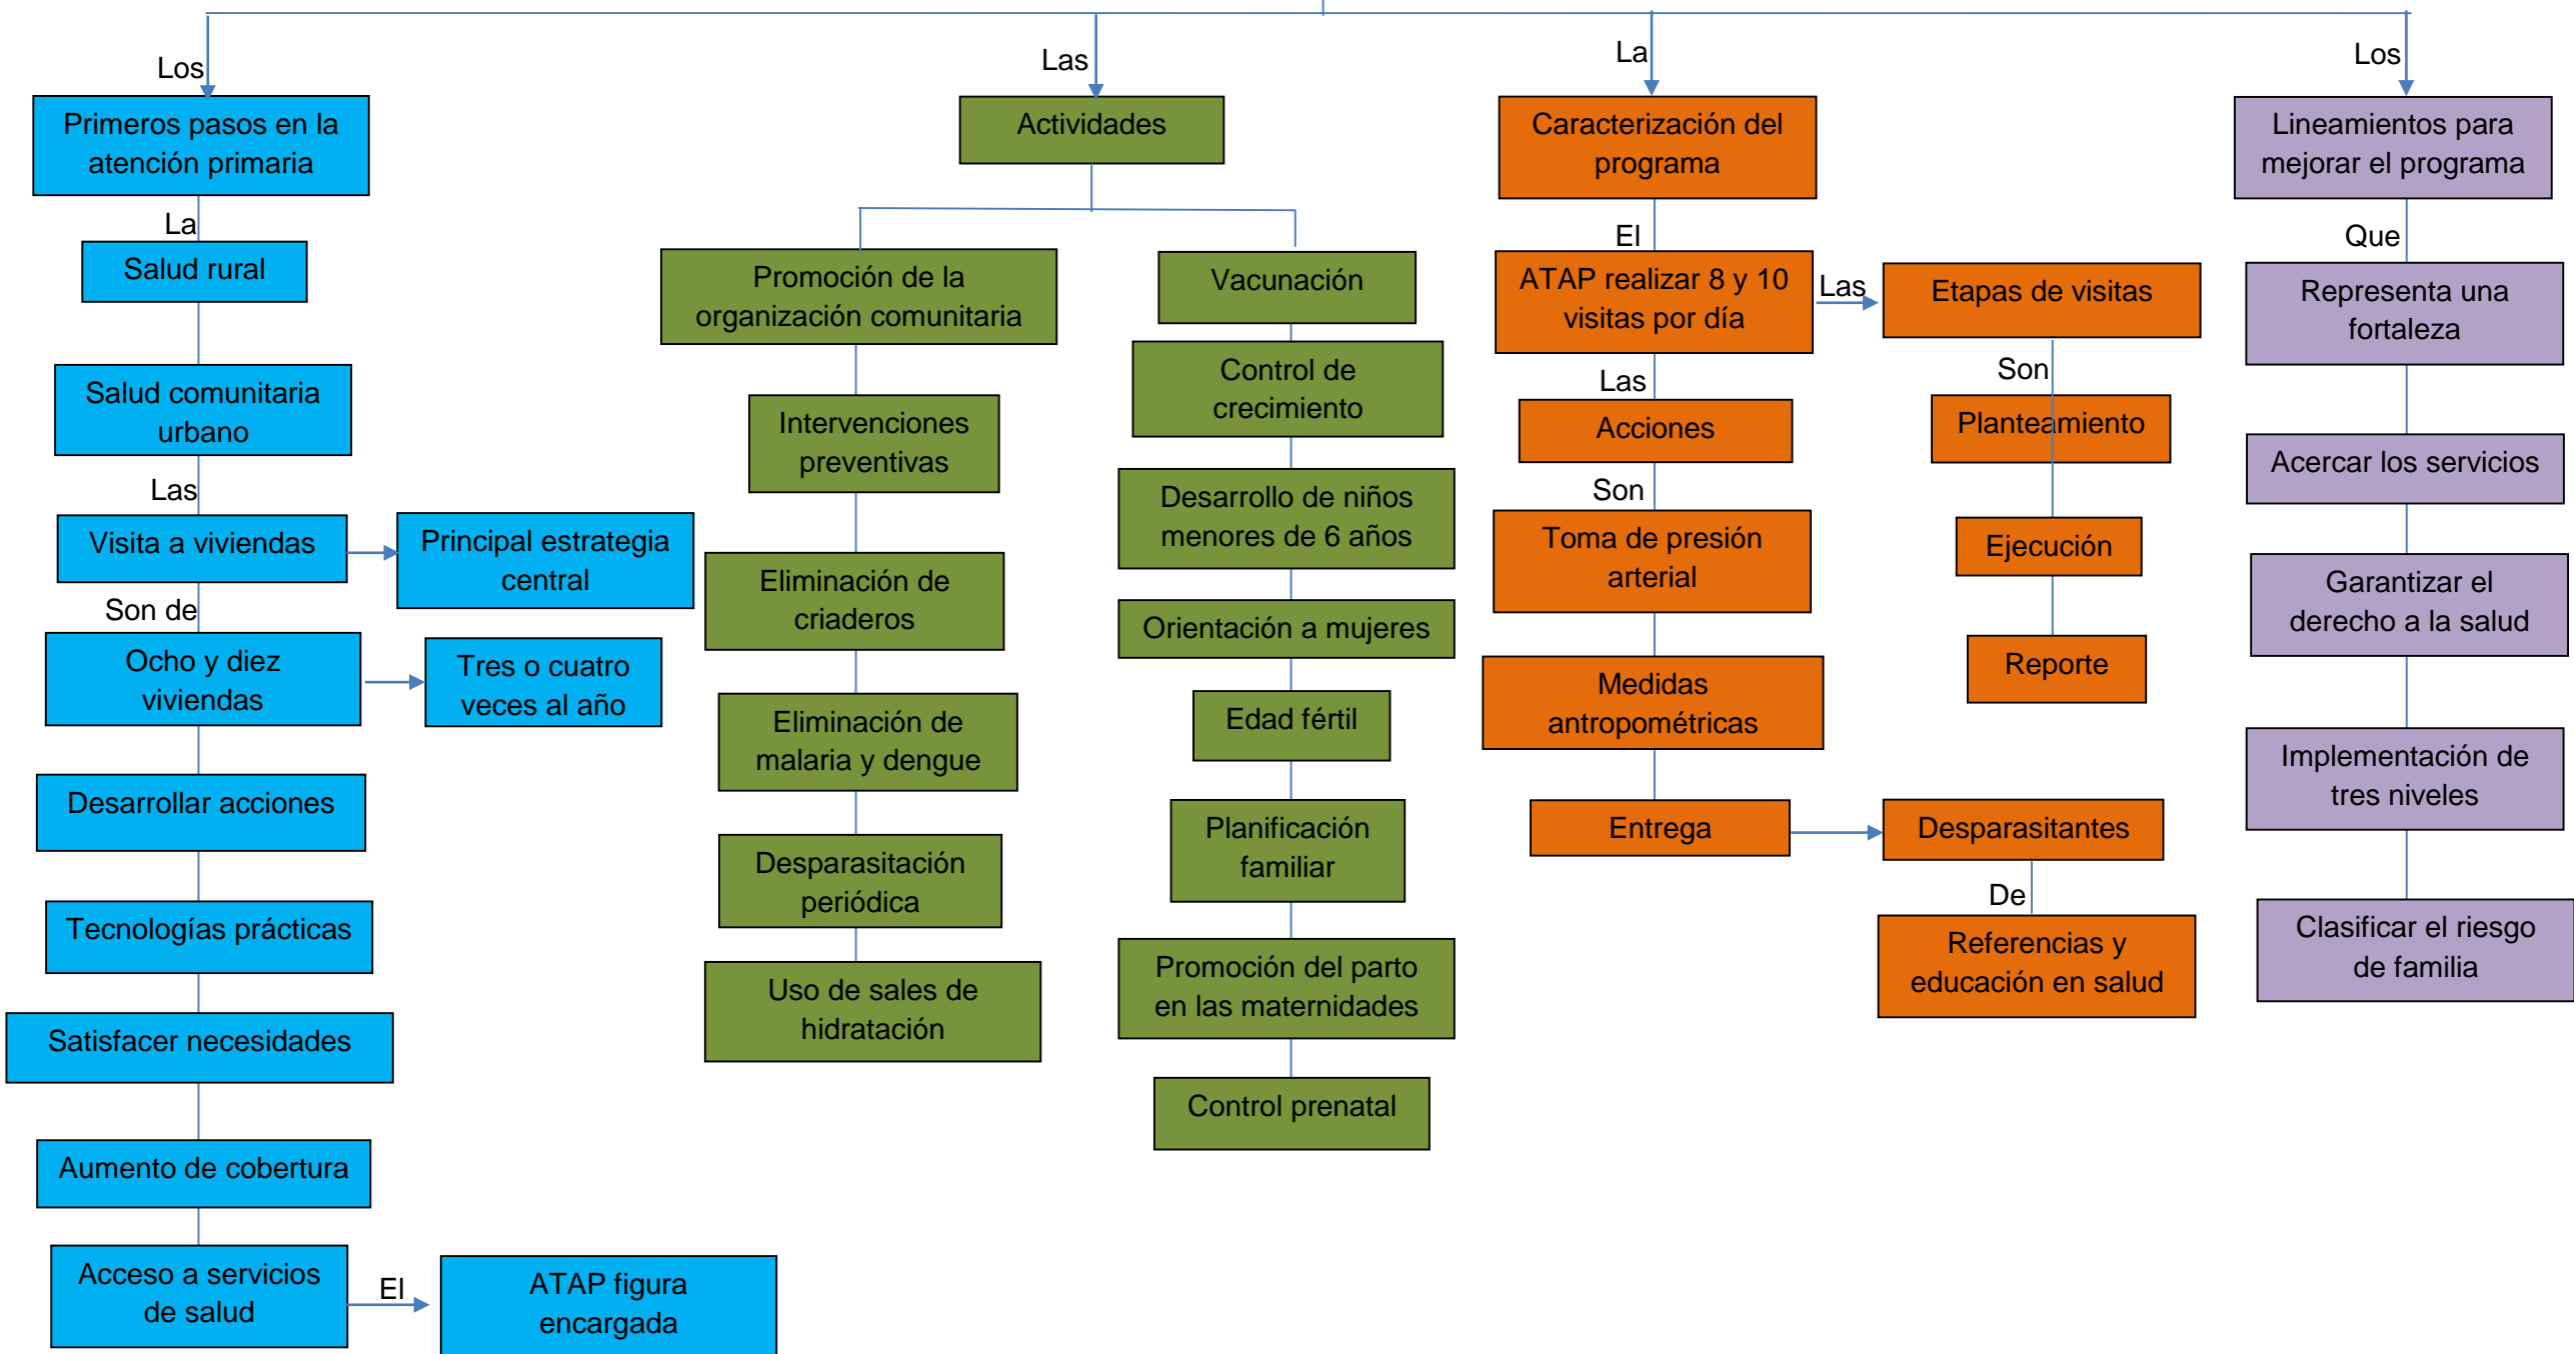 Los
Primeros pasos en la
atención primaria
La
Salud rural
Salud comunitaria
urbano
Las
Visita a viviendas
Principal estrategia
central
Son de
Ocho y diez
viviendas
Tres o cuatro
veces al año
Desarrollar acciones
Tecnologías prácticas
Satisfacer necesidades
Aumento de cobertura
Acceso a servicios
de salud
El
ATAP figura
encargada
Las
Actividades
Promoción de la
organización comunitaria
Intervenciones
preventivas
Eliminación de
criaderos
Eliminación de
malaria y dengue
Desparasitación
periódica
Uso de sales de
hidratación
Vacunación
Control de
crecimiento
Desarrollo de niños
menores de 6 años
Orientación a mujeres
Edad fértil
Planificación
familiar
Promoción del parto
en las maternidades
Control prenatal
La
Caracterización del
programa
El
ATAP realizar 8 y 10
visitas por día
Las
Etapas de visitas
Son
Planteamiento
Ejecución
Reporte
Las
Acciones
Son
Toma de presión
arterial
Medidas
antropométricas
Entrega
Desparasitantes
De
Referencias y
educación en salud
Los
Lineamientos para
mejorar el programa
Que
Representa una
fortaleza
Acercar los servicios
Garantizar el
derecho a la salud
Implementación de
tres niveles
Clasificar el riesgo
de familia